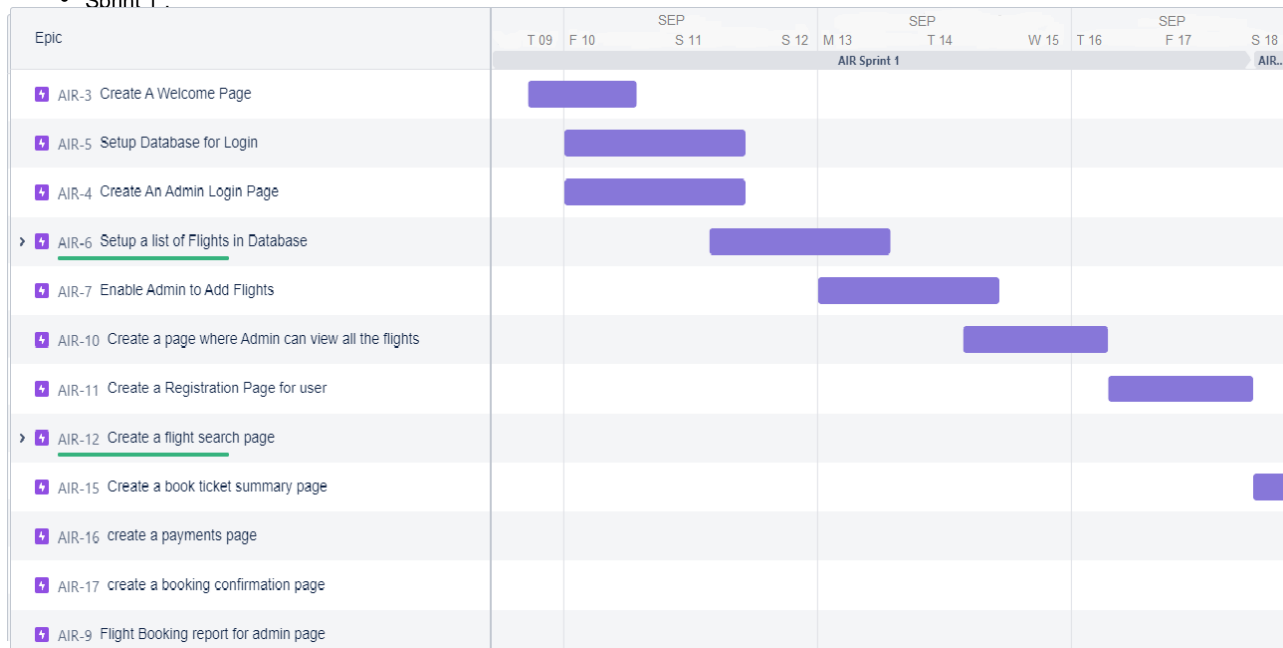 Sprint 1 :
SEP SEP SEP
Epic T 09 F 10 S 11 S 12 M 13 T 14 W 15 T 16 F 17 S 18
AIR Sprint 1 AIR..
AIR-3 Create A Welcome Page
AIR-5 Setup Database for Login
AIR-4 Create An Admin Login Page
AIR-6 Setup a list of Flights in Database
AIR-7 Enable Admin to Add Flights
AIR-10 Create a page where Admin can view all the flights
AIR-11 Create a Registration Page for user
AIR-12 Create a flight search page
AIR-15 Create a book ticket summary page
AIR-16 create a payments page
AIR-17 create a booking confirmation page
AIR-9 Flight Booking report for admin page